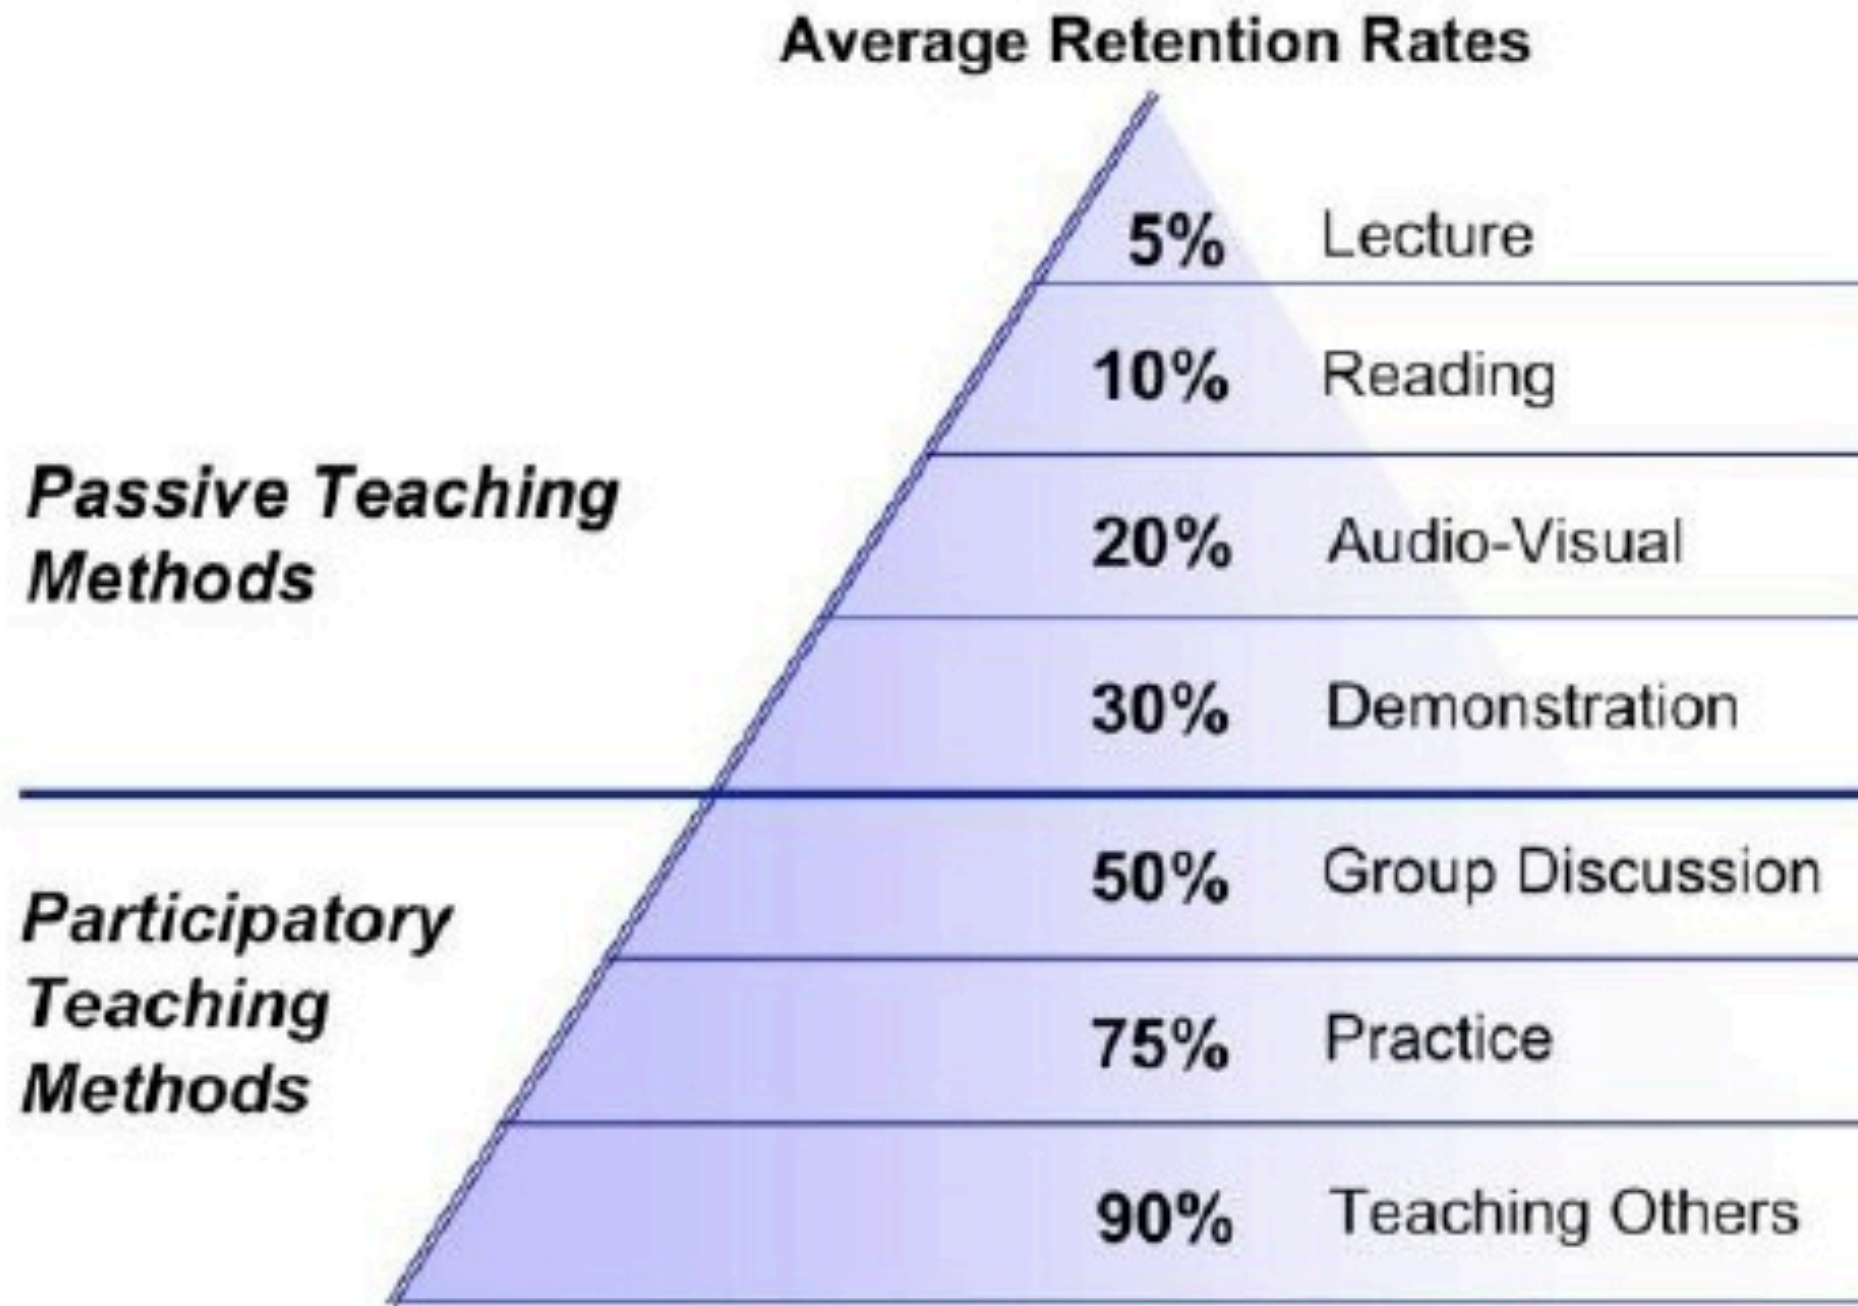 Average Retention Rates
5% Lecture
10% Reading
20% Audio-Visual
30% Demonstration
Passive Teaching
Methods
50% Group Discussion
75% Practice
90% Teaching Others
Participatory
Teaching
Methods